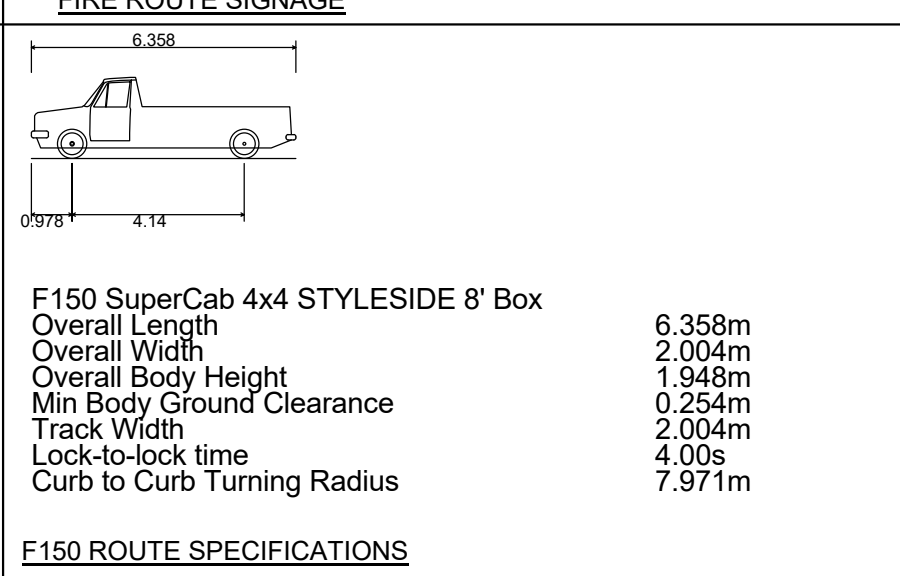 FIRE ROUTE SIGNAGE
6.358
0.978 4.14
F150 SuperCab 4x4 STYLESIDE 8' Box
Overall Length 6.358m
Overall Width 2.004m
Overall Body Height 1.948m
Min Body Ground Clearance 0.254m
Track Width 2.004m
Lock-to-lock time 4.00s
Curb to Curb Turning Radius 7.971m
F150 ROUTE SPECIFICATIONS